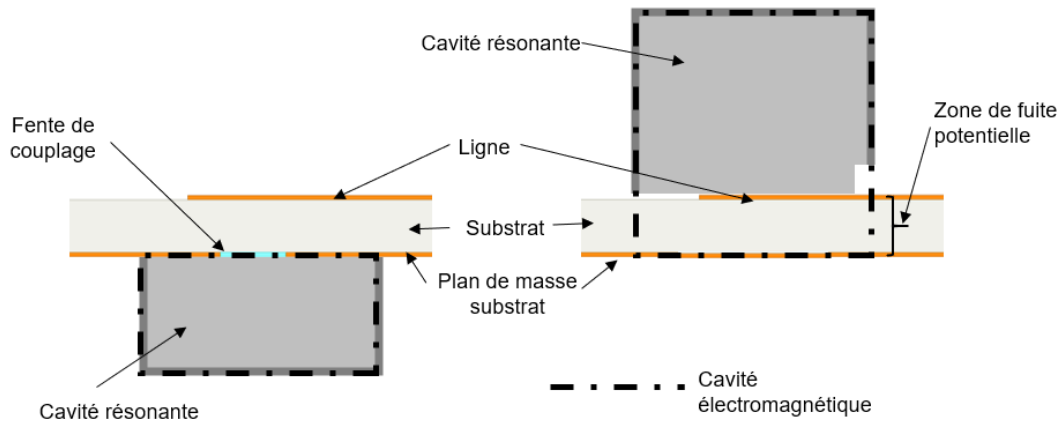 Cavité résonante
Fente de
couplage
Ligne
Zone de fuite
potentielle
Substrat
Plan de masse
substrat
Cavité résonante
Cavité
électromagnétique